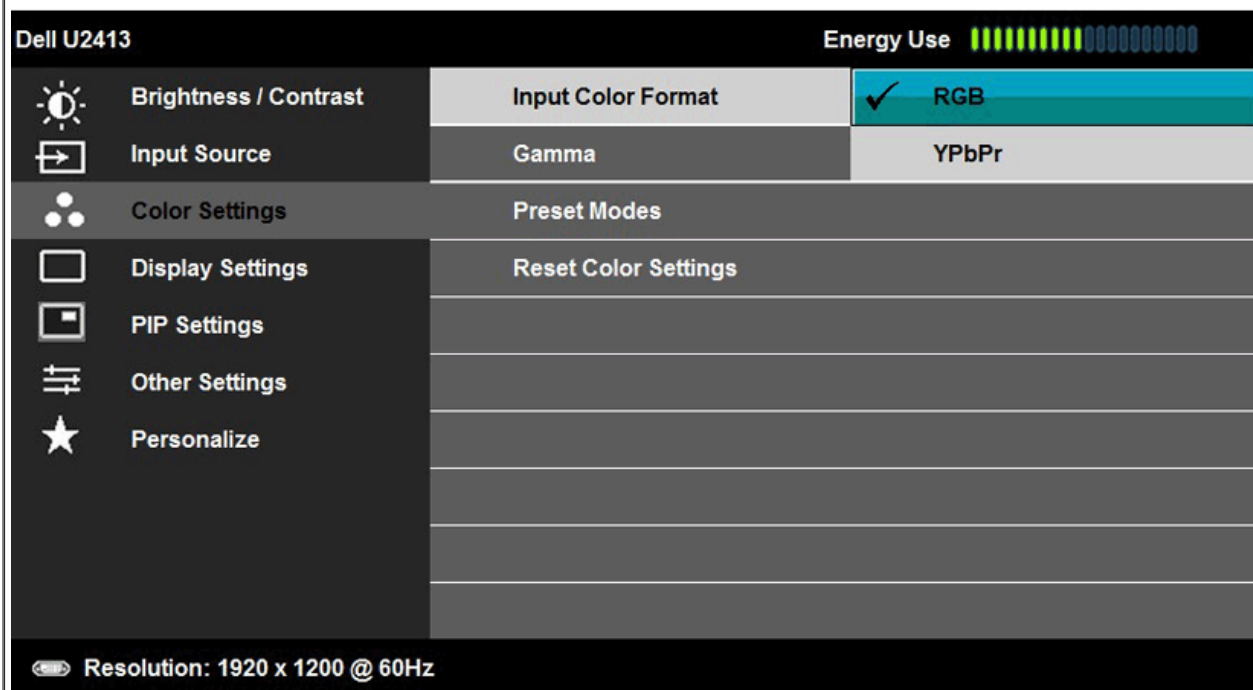 Dell U2413 Energy Use
Brightness / Contrast Input Color Format RGB
Input Source Gamma YPbPr
Color Settings Preset Modes
Display Settings Reset Color Settings
PIP Settings
Other Settings
Personalize
Resolution: 1920 x 1200 @ 60Hz